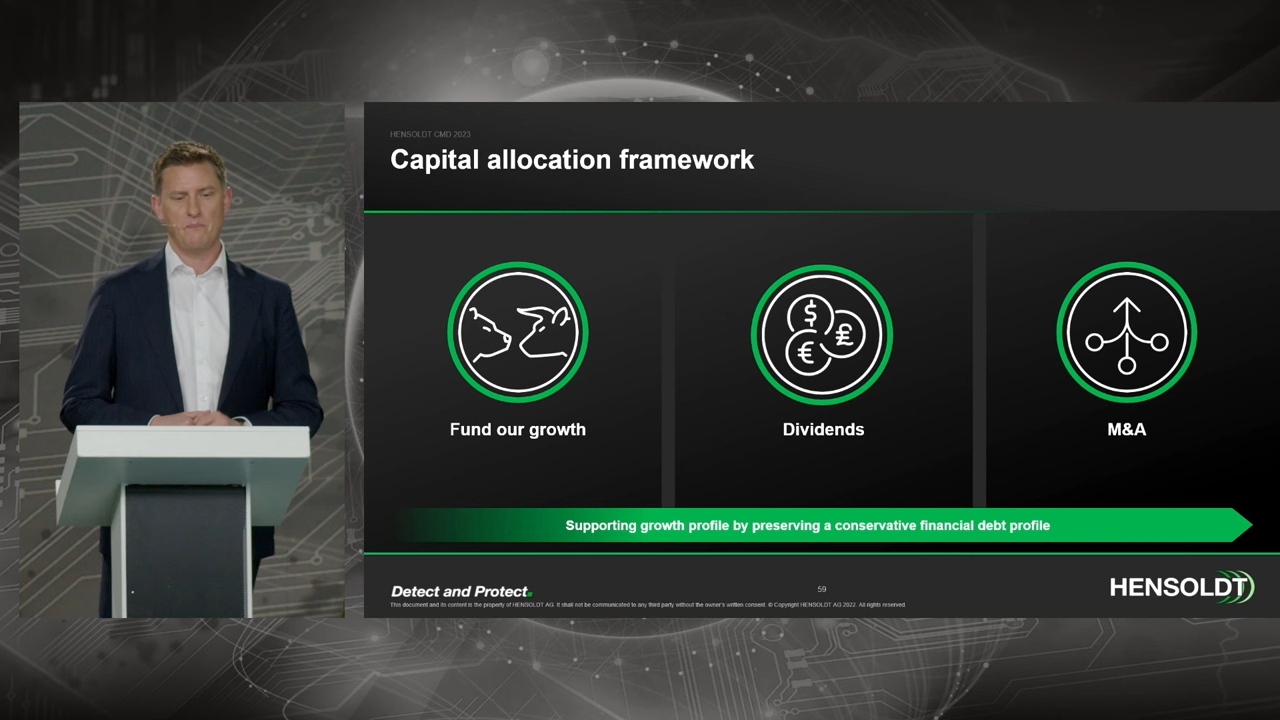 HENSOLDT CMD 2023
Capital allocation framework
$
£
€
Fund our growth
Dividends
M&A
Supporting growth profile by preserving a conservative financial debt profile
Detect and Protect.
59
This document and its content is the property of HENSOLDT AG. It shall not be communicated to any third party without the owner's written consent. © Copyright HENSOLDT AG 2022. All rights reserved.
HENSOLDT